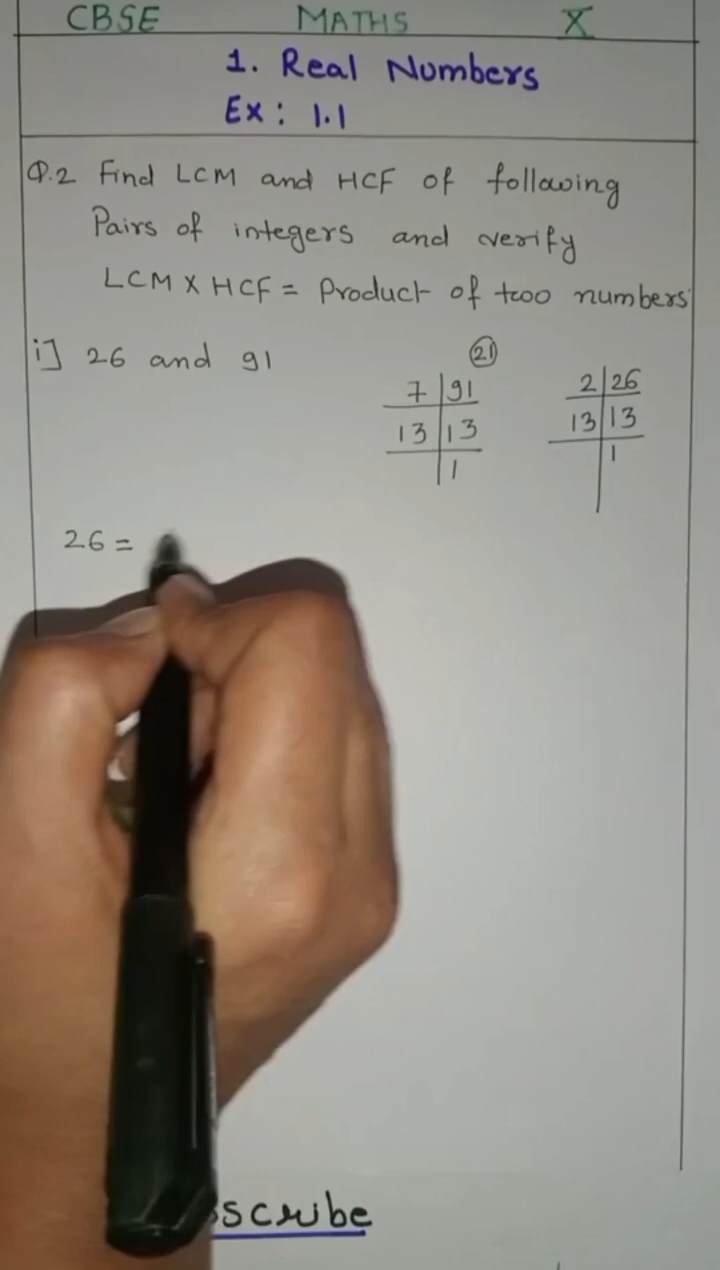 CBSE MATHS X
1. Real Numbers
Ex: 1.1
Q.2 Find LCM and HCF of following
Pairs of integers and verify
LCM X HCF = Product of two numbers
i] 26 and 91
21
7 91
13 13
1
2 26
13 13
1
26 =
scribe